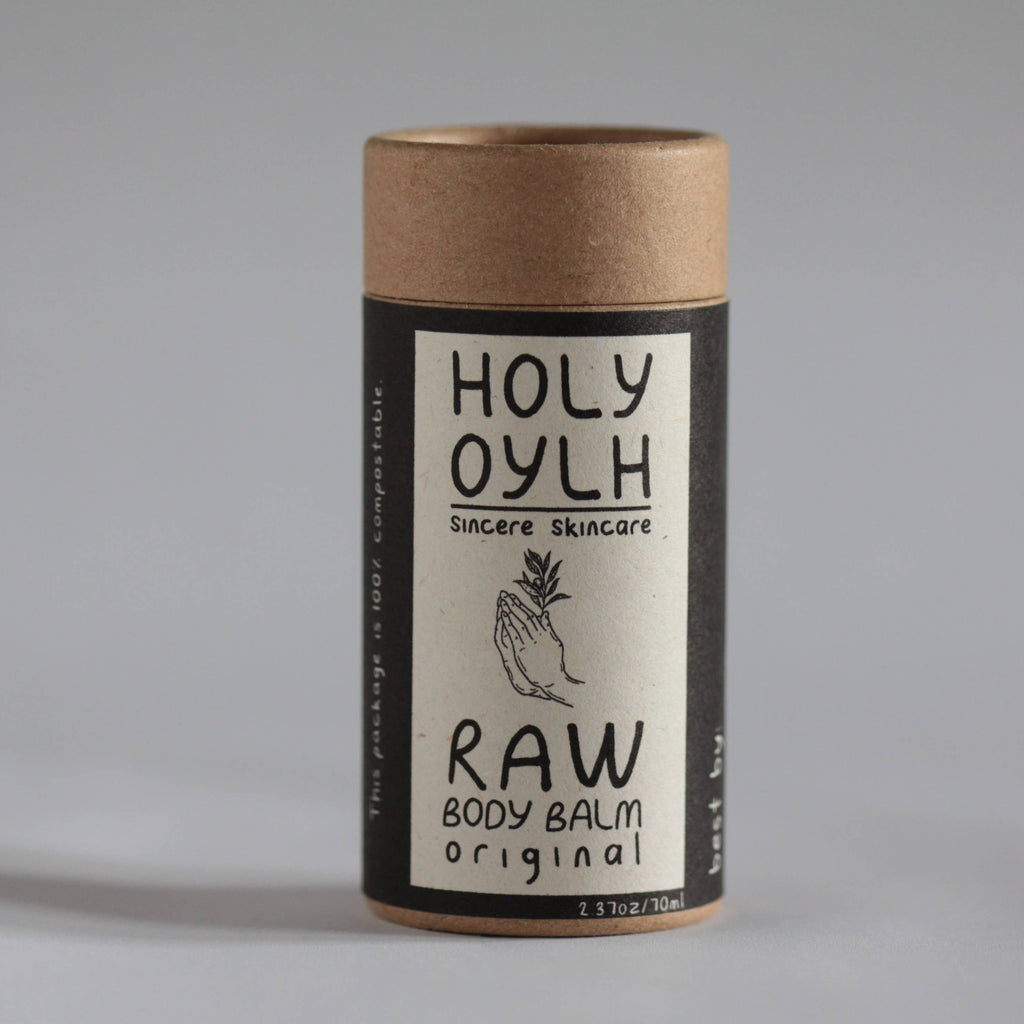 HOLY
OYLH
sincere skincare
RAW
BODY BALM
original
2.37oz/70ml
This package is 100% compostable.
best by: